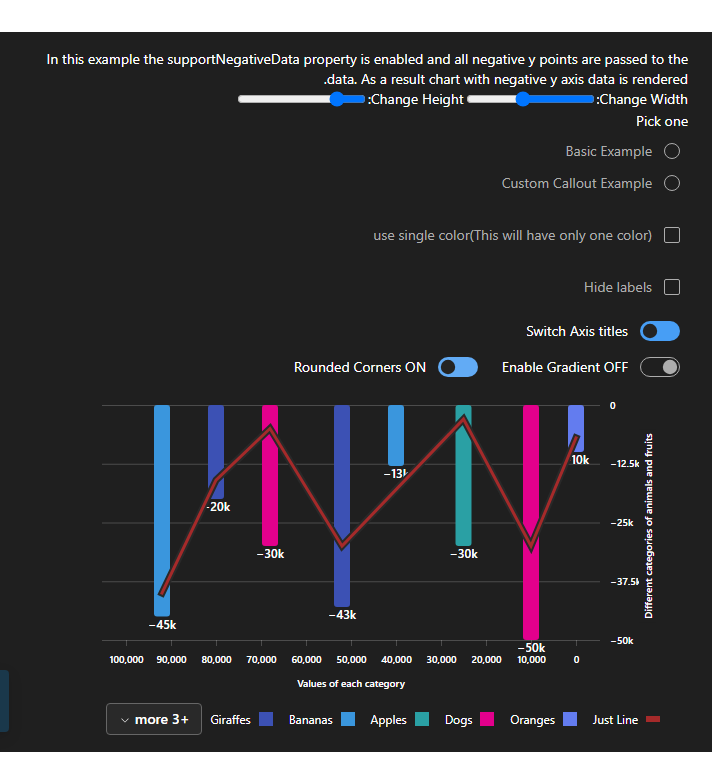 In this example the supportNegativeData property is enabled and all negative y points are passed to the
.data. As a result chart with negative y axis data is rendered
:Change Height :Change Width
Pick one
Basic Example
Custom Callout Example
use single color(This will have only one color)
Hide labels
Switch Axis titles
Rounded Corners ON Enable Gradient OFF
0
−12.5k
−25k
−37.5k
−50k
Different categories of animals and fruits
−45k
-20k
−30k
−43k
−13k
−30k
−50k
10k
100,000 90,000 80,000 70,000 60,000 50,000 40,000 30,000 20,000 10,000 0
Values of each category
more 3+ Giraffes Bananas Apples Dogs Oranges Just Line